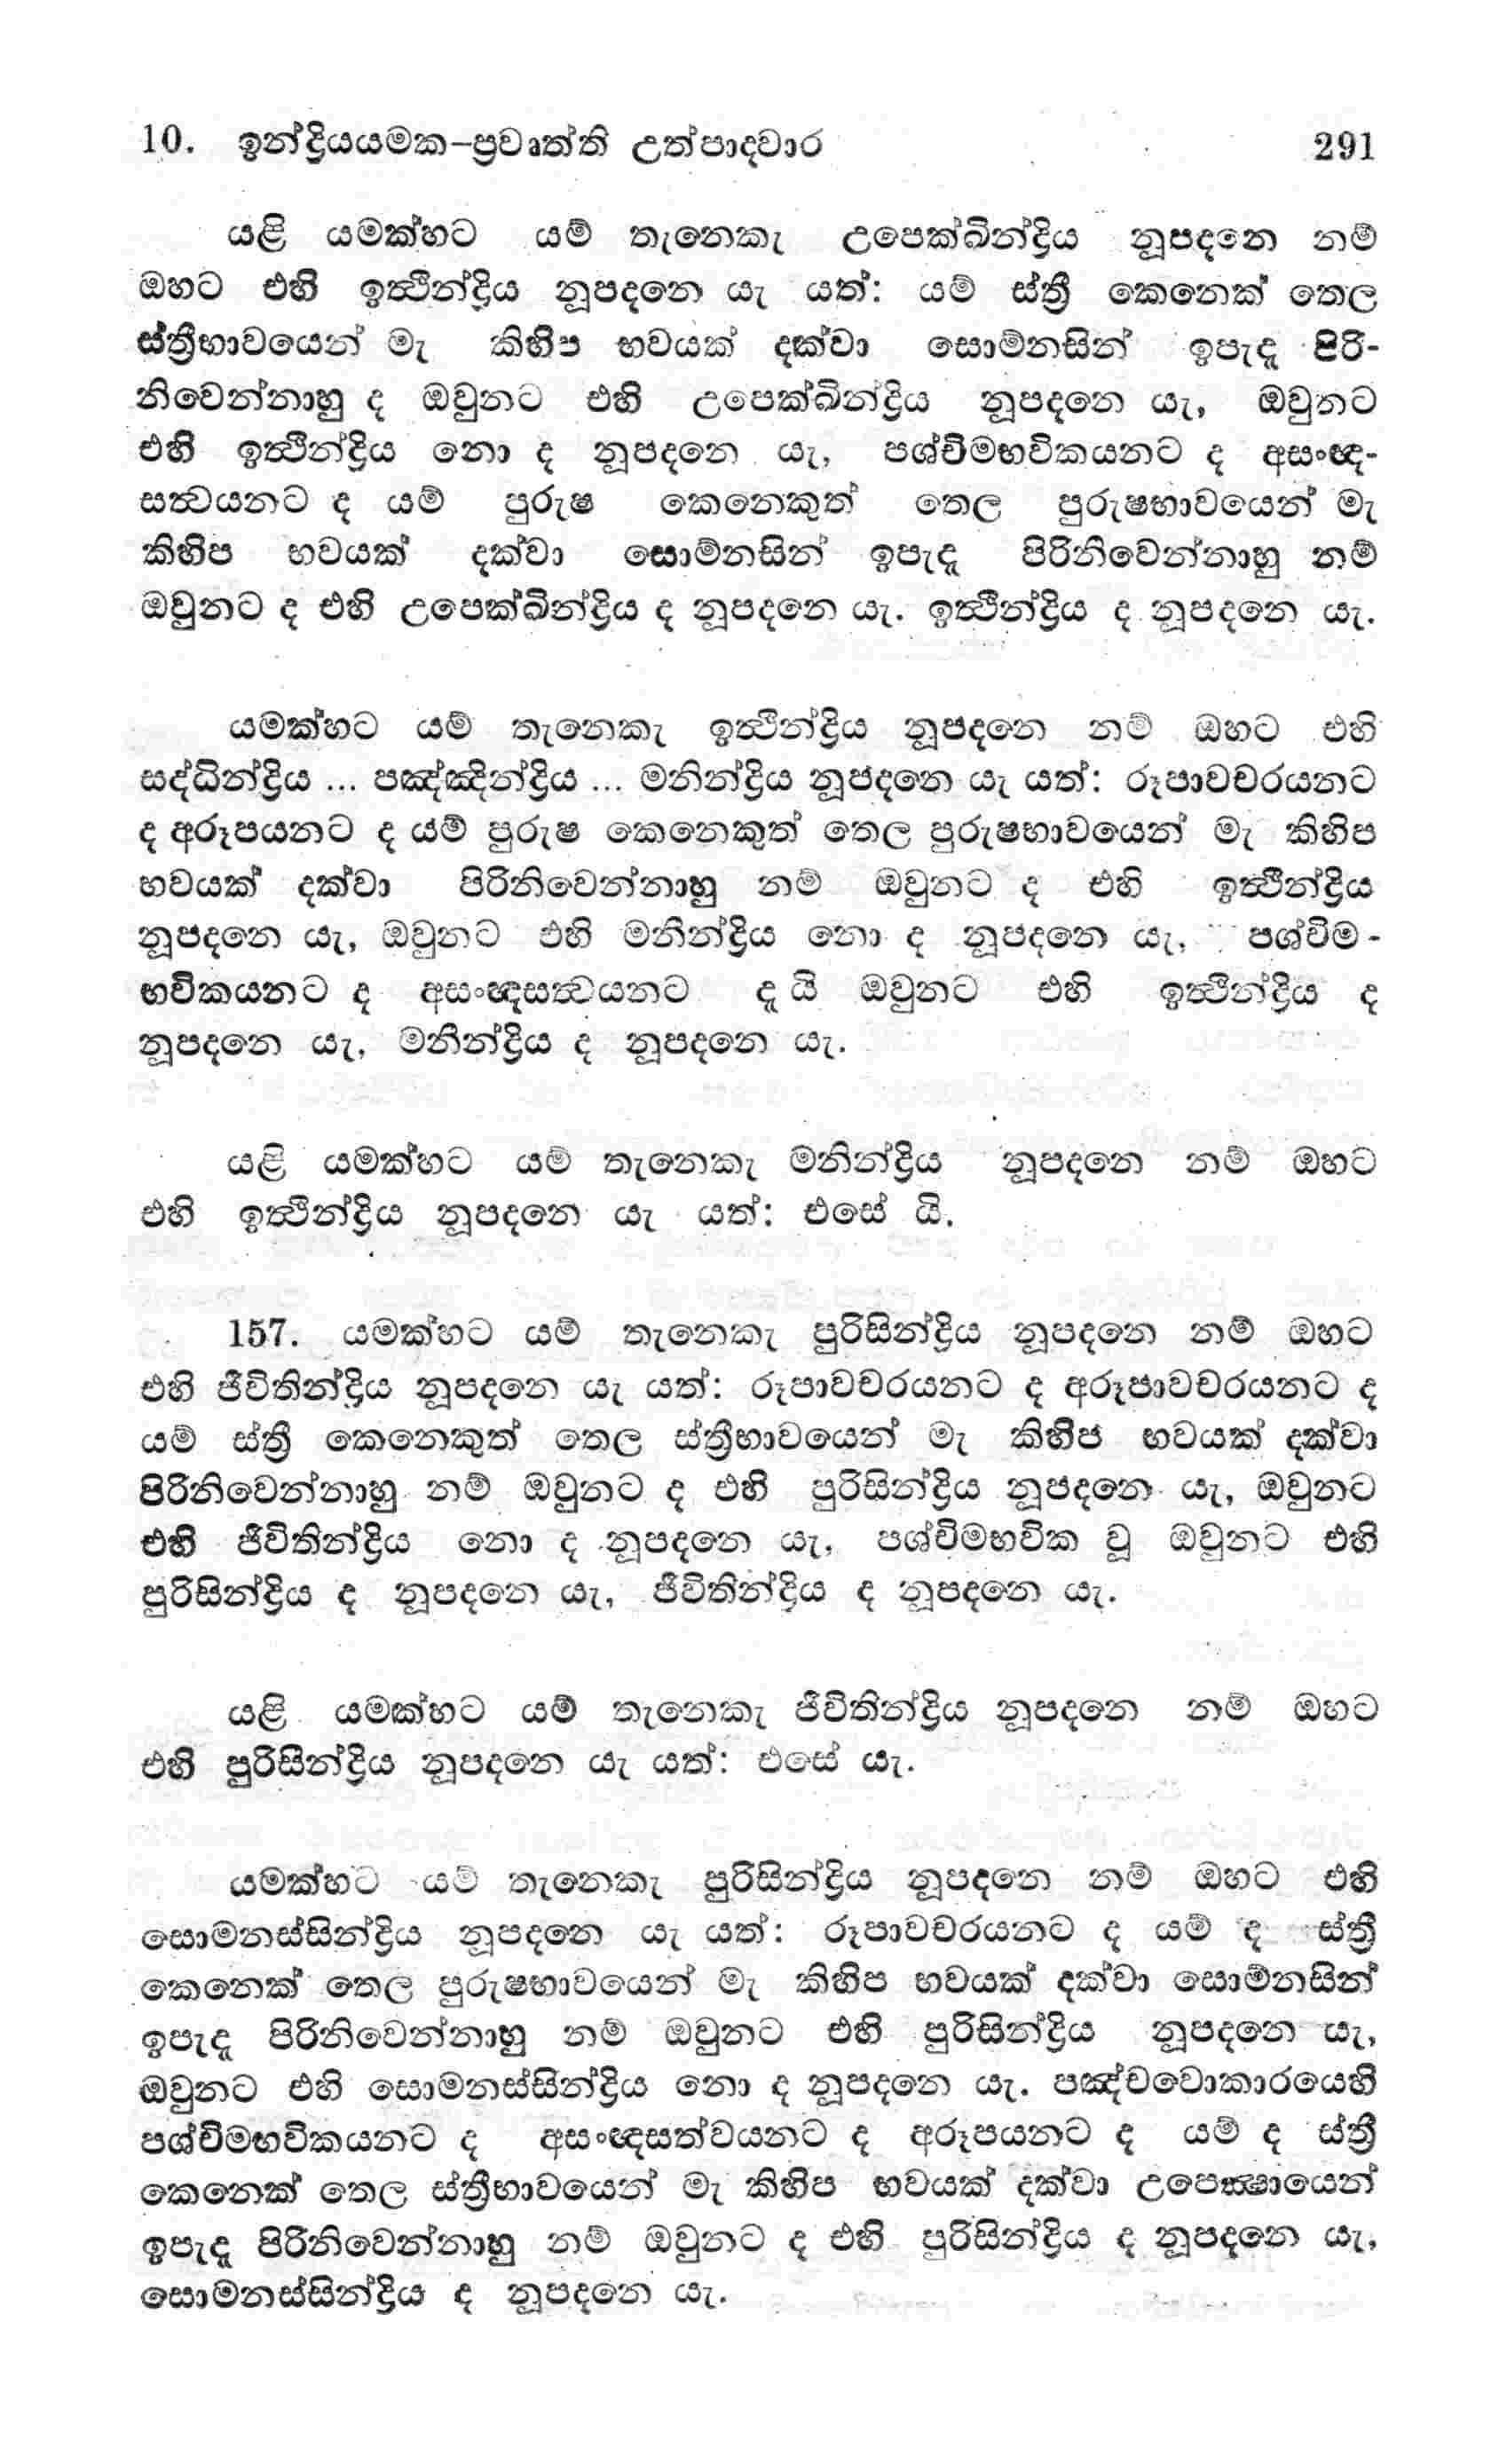 10. ඉන්ද්‍රියයමක–ප්‍රවෘත්ති උත්පාදවාර 291
යළි යමක්හට යම් තැනෙකැ උපෙක්ඛින්ද්‍රිය නූපදනෙ නම්
ඔහට එහි ඉත්‍ථින්ද්‍රිය නූපදනෙ යැ යත්: යම් ස්ත්‍රී කෙනෙක් තෙල
ස්ත්‍රීභාවයෙන් මැ කිහිප භවයක් දක්වා සොම්නසින් ඉපැදැ පිරි-
නිවෙන්නාහු ද ඔවුනට එහි උපෙක්ඛින්ද්‍රිය නූපදනෙ යැ, ඔවුනට
එහි ඉත්‍ථින්ද්‍රිය නො ද නූපදනෙ යැ, පශ්චිමභවිකයනට ද අසංඥ-
සත්‍වයනට ද යම් පුරුෂ කෙනෙකුත් තෙල පුරුෂභාවයෙන් මැ
කිහිප භවයක් දක්වා සොම්නසින් ඉපැදැ පිරිනිවෙන්නාහු නම්
ඔවුනට ද එහි උපෙක්ඛින්ද්‍රිය ද නූපදනෙ යැ. ඉත්‍ථින්ද්‍රිය ද නූපදනෙ යැ.
යමක්හට යම් තැනෙකැ ඉත්‍ථින්ද්‍රිය නූපදනෙ නම් ඔහට එහි
සද්ධින්ද්‍රිය ... පඤ්ඤින්ද්‍රිය ... මනින්ද්‍රිය නූපදනෙ යැ යත්: රූපාවචරයනට
ද අරූපයනට ද යම් පුරුෂ කෙනෙකුත් තෙල පුරුෂභාවයෙන් මැ කිහිප
භවයක් දක්වා පිරිනිවෙන්නාහු නම් ඔවුනට ද එහි ඉත්‍ථින්ද්‍රිය
නූපදනෙ යැ, ඔවුනට එහි මනින්ද්‍රිය නො ද නූපදනෙ යැ, පශ්චිම-
භවිකයනට ද අසංඥසත්‍වයනට දැ යි ඔවුනට එහි ඉත්‍ථින්ද්‍රිය ද
නූපදනෙ යැ, මනින්ද්‍රිය ද නූපදනෙ යැ.
යළි යමක්හට යම් තැනෙකැ මනින්ද්‍රිය නූපදනෙ නම් ඔහට
එහි ඉත්‍ථින්ද්‍රිය නූපදනෙ යැ යත්: එසේ යි.
157. යමක්හට යම් තැනෙකැ පුරිසින්ද්‍රිය නූපදනෙ නම් ඔහට
එහි ජීවිතින්ද්‍රිය නූපදනෙ යැ යත්: රූපාවචරයනට ද අරූපාවචරයනට ද
යම් ස්ත්‍රී කෙනෙකුත් තෙල ස්ත්‍රීභාවයෙන් මැ කිහිප භවයක් දක්වා
පිරිනිවෙන්නාහු නම් ඔවුනට ද එහි පුරිසින්ද්‍රිය නූපදනෙ යැ, ඔවුනට
එහි ජීවිතින්ද්‍රිය නො ද නූපදනෙ යැ, පශ්චිමභවික වූ ඔවුනට එහි
පුරිසින්ද්‍රිය ද නූපදනෙ යැ, ජීවිතින්ද්‍රිය ද නූපදනෙ යැ.
යළි යමක්හට යම් තැනෙකැ ජීවිතින්ද්‍රිය නූපදනෙ නම් ඔහට
එහි පුරිසින්ද්‍රිය නූපදනෙ යැ යත්: එසේ යැ.
යමක්හට යම් තැනෙකැ පුරිසින්ද්‍රිය නූපදනෙ නම් ඔහට එහි
සොමනස්සින්ද්‍රිය නූපදනෙ යැ යත්: රූපාවචරයනට ද යම් ද ස්ත්‍රී
කෙනෙක් තෙල පුරුෂභාවයෙන් මැ කිහිප භවයක් දක්වා සොම්නසින්
ඉපැදැ පිරිනිවෙන්නාහු නම් ඔවුනට එහි පුරිසින්ද්‍රිය නූපදනෙ යැ,
ඔවුනට එහි සොමනස්සින්ද්‍රිය නො ද නූපදනෙ යැ. පඤ්චවොකාරයෙහි
පශ්චිමභවිකයනට ද අසංඥසත්වයනට ද අරූපයනට ද යම් ද ස්ත්‍රී
කෙනෙක් තෙල ස්ත්‍රීභාවයෙන් මැ කිහිප භවයක් දක්වා උපෙක්‍ෂායෙන්
ඉපැදැ පිරිනිවෙන්නාහු නම් ඔවුනට ද එහි පුරිසින්ද්‍රිය ද නූපදනෙ යැ,
සොමනස්සින්ද්‍රිය ද නූපදනෙ යැ.